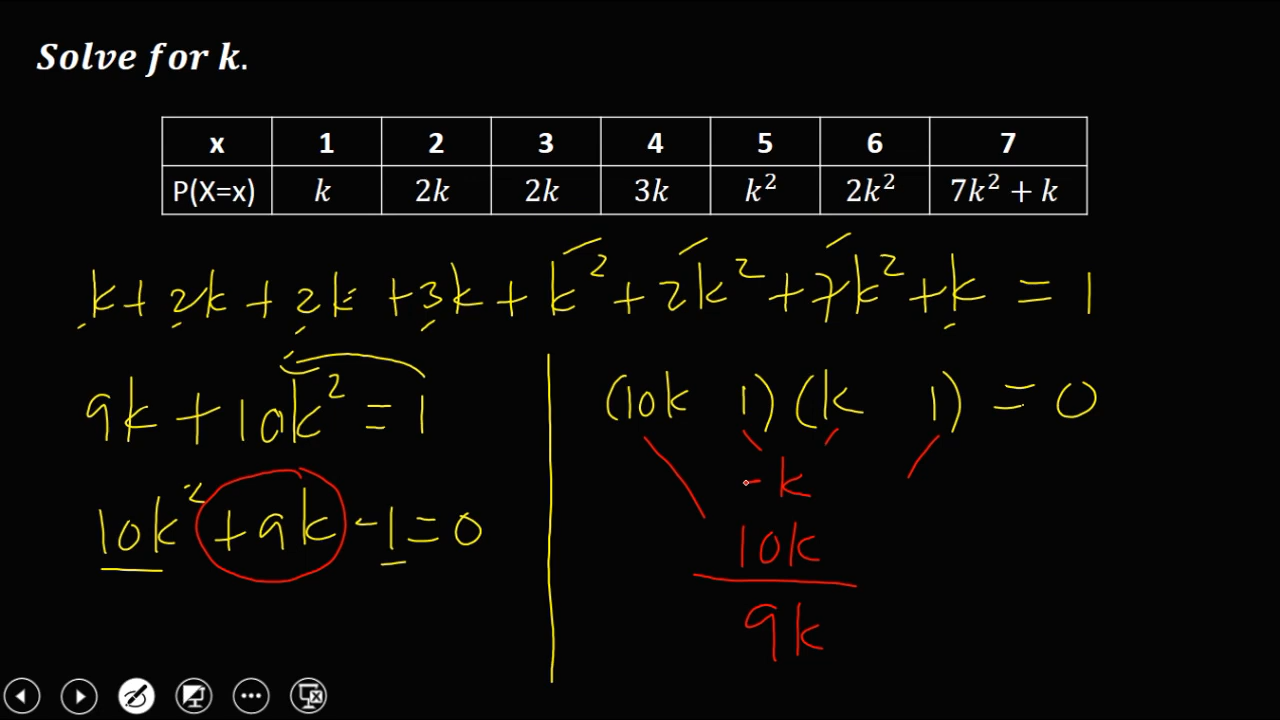 Solve for k.
x 1 2 3 4 5 6 7
P(X=x) k 2k 2k 3k k² 2k² 7k² + k
k + 2k + 2k + 3k + k² + 2k² + 7k² + k = 1
9k + 10k² = 1
10k² + 9k - 1 = 0
(10k 1)(k 1) = 0
- k
10k
9k